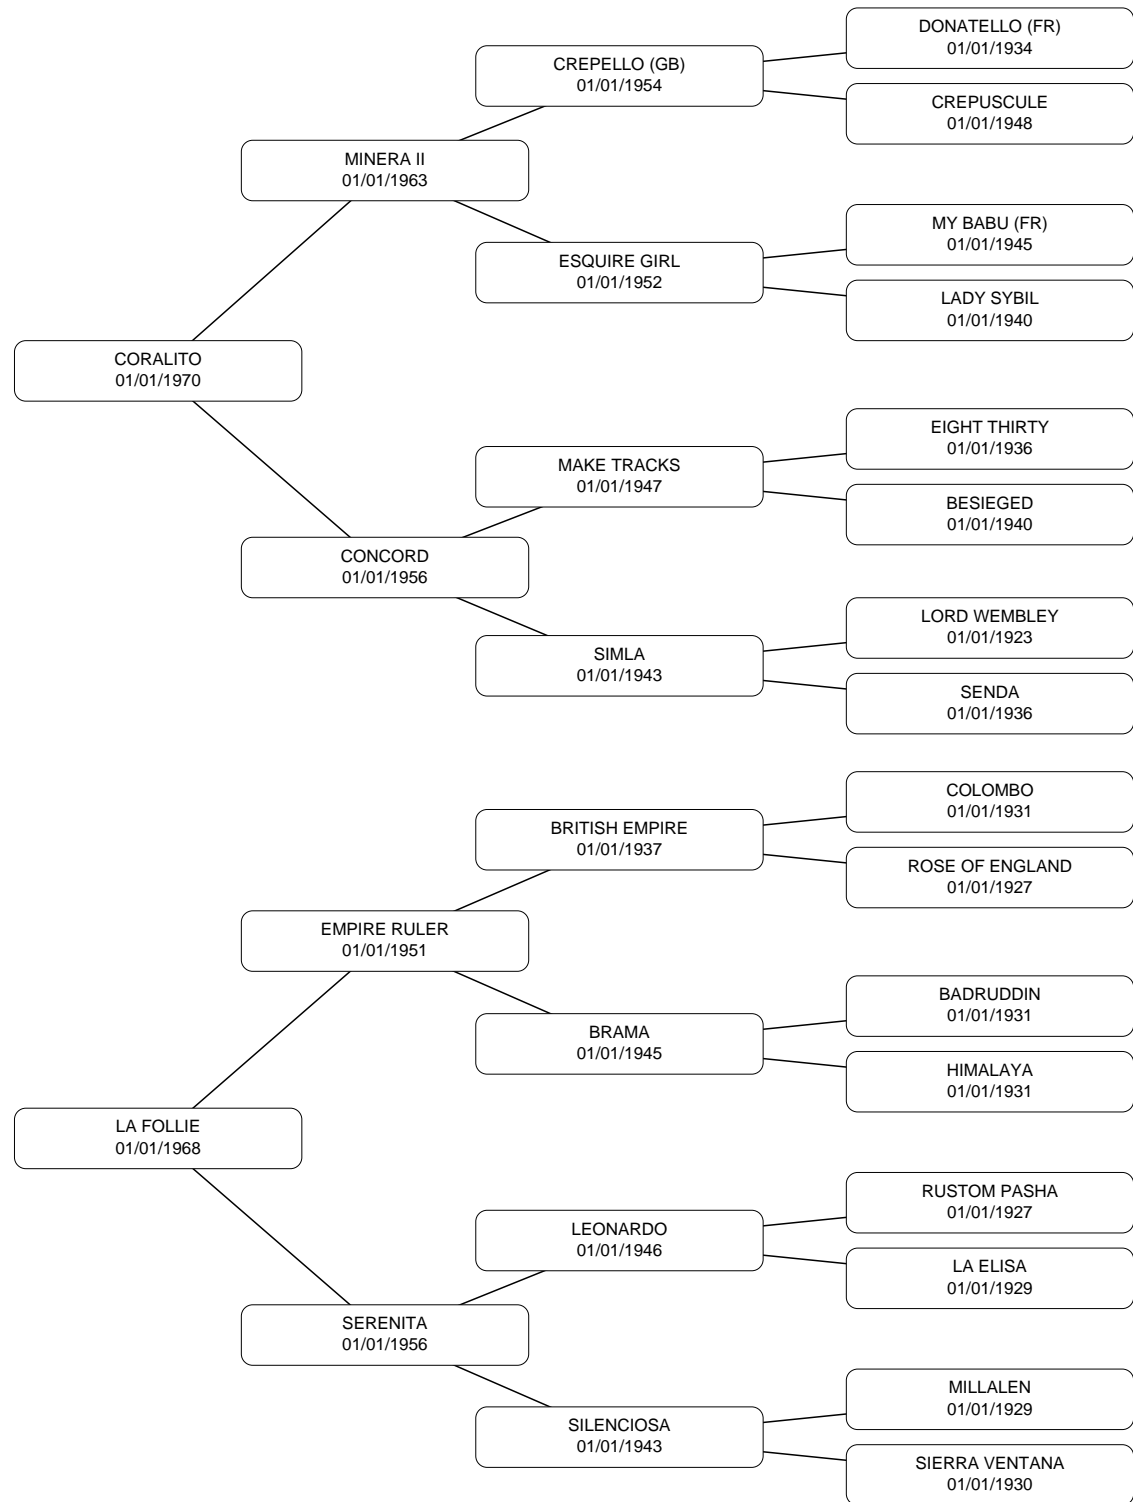 DONATELLO (FR)
01/01/1934
CREPELLO (GB)
01/01/1954
CREPUSCULE
01/01/1948
MINERA II
01/01/1963
MY BABU (FR)
01/01/1945
ESQUIRE GIRL
01/01/1952
LADY SYBIL
01/01/1940
CORALITO
01/01/1970
EIGHT THIRTY
01/01/1936
MAKE TRACKS
01/01/1947
BESIEGED
01/01/1940
CONCORD
01/01/1956
LORD WEMBLEY
01/01/1923
SIMLA
01/01/1943
SENDA
01/01/1936
COLOMBO
01/01/1931
BRITISH EMPIRE
01/01/1937
ROSE OF ENGLAND
01/01/1927
EMPIRE RULER
01/01/1951
BADRUDDIN
01/01/1931
BRAMA
01/01/1945
HIMALAYA
01/01/1931
LA FOLLIE
01/01/1968
RUSTOM PASHA
01/01/1927
LEONARDO
01/01/1946
LA ELISA
01/01/1929
SERENITA
01/01/1956
MILLALEN
01/01/1929
SILENCIOSA
01/01/1943
SIERRA VENTANA
01/01/1930